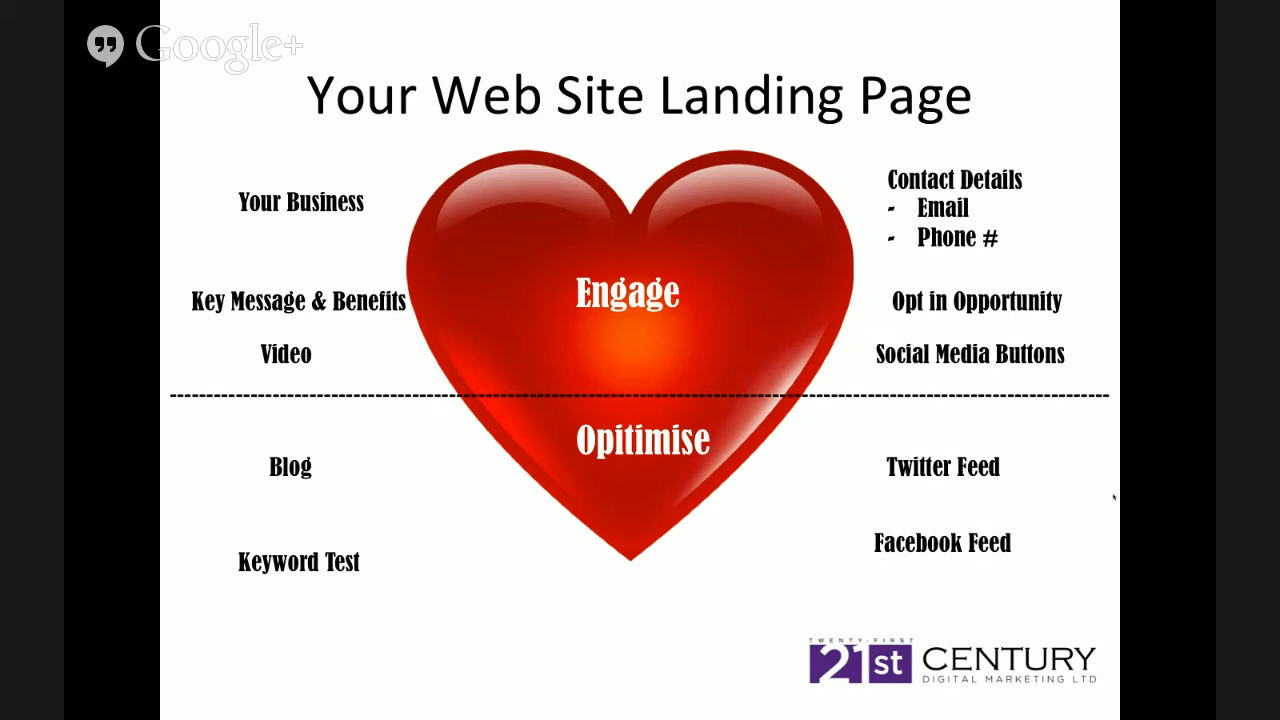 Google+
Your Web Site Landing Page
Your Business
Contact Details
- Email
- Phone #
Engage
Key Message & Benefits
Opt in Opportunity
Video
Social Media Buttons
Opitimise
Blog
Twitter Feed
Facebook Feed
Keyword Test
TWENTY-FIRST
21st CENTURY
DIGITAL MARKETING LTD